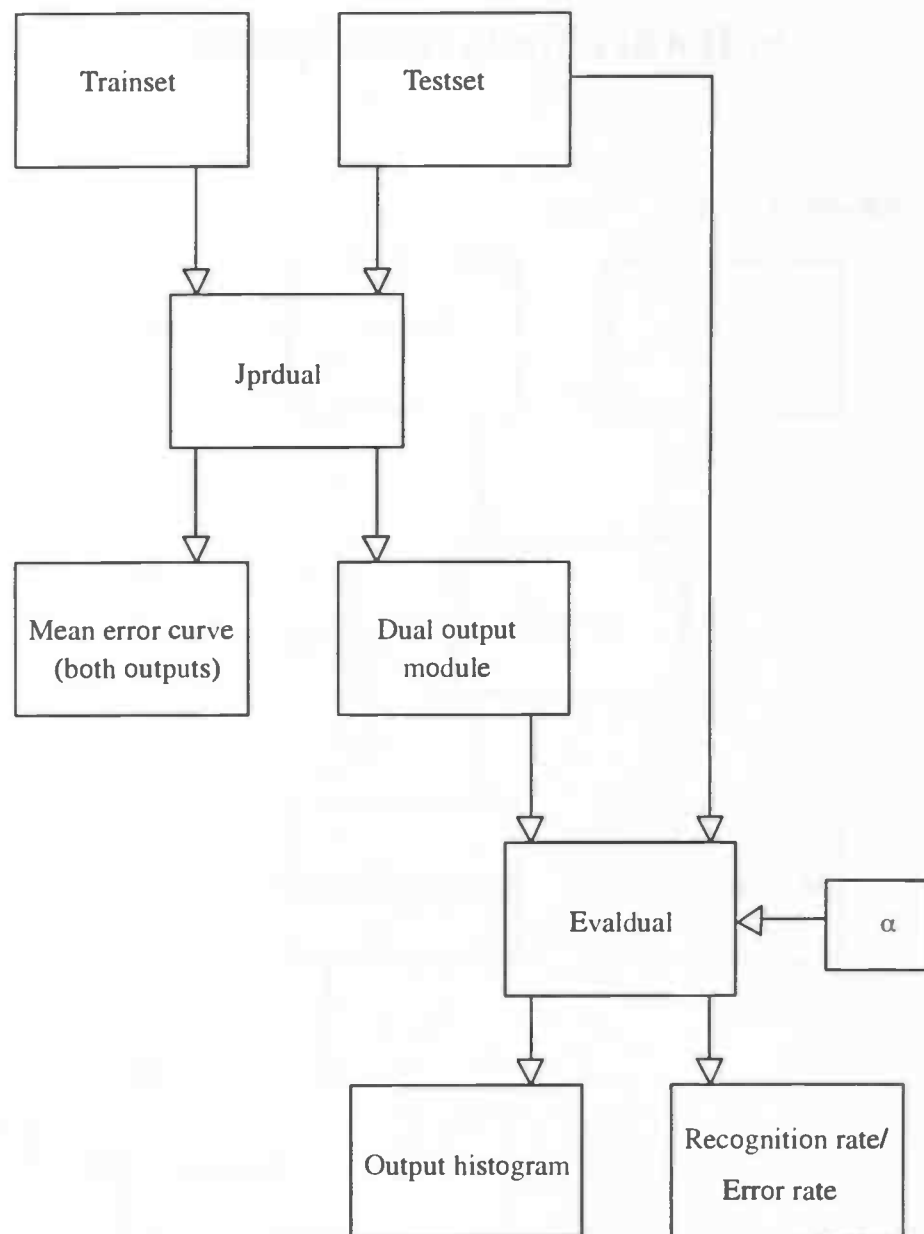 Trainset
Testset
Jprdual
Mean error curve
(both outputs)
Dual output
module
Evaldual
α
Output histogram
Recognition rate/
Error rate